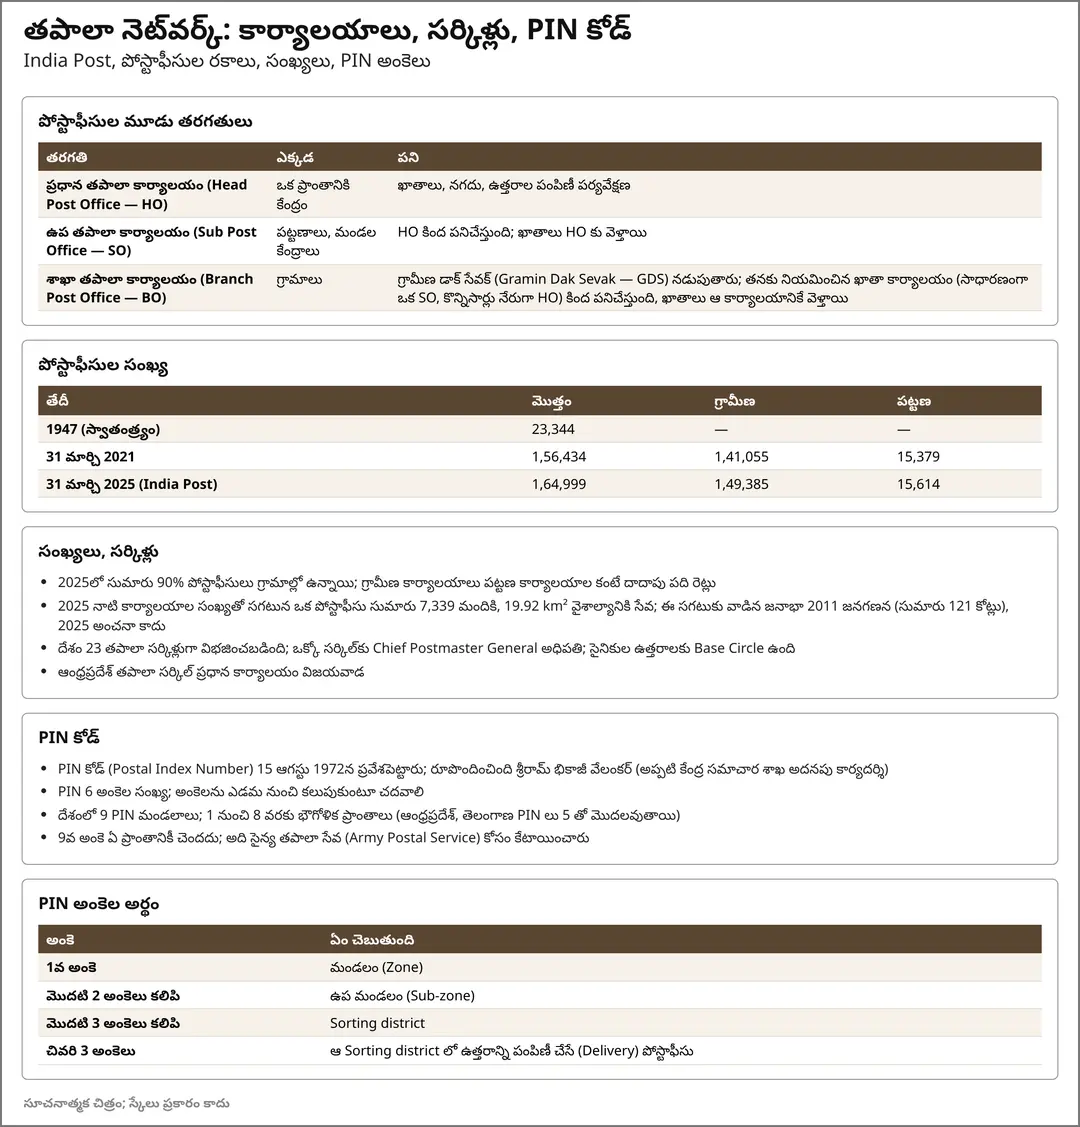 తపాలా నెట్‌వర్క్: కార్యాలయాలు, సర్కిళ్లు, PIN కోడ్
India Post, పోస్టాఫీసుల రకాలు, సంఖ్యలు, PIN అంకెలు
పోస్టాఫీసుల మూడు తరగతులు
తరగతి ఎక్కడ పని
ప్రధాన తపాలా కార్యాలయం (Head Post Office — HO) ఒక ప్రాంతానికి కేంద్రం ఖాతాలు, నగదు, ఉత్తరాల పంపిణీ పర్యవేక్షణ
ఉప తపాలా కార్యాలయం (Sub Post Office — SO) పట్టణాలు, మండల కేంద్రాలు HO కింద పనిచేస్తుంది; ఖాతాలు HO కు వెళ్తాయి
శాఖా తపాలా కార్యాలయం (Branch Post Office — BO) గ్రామాలు గ్రామీణ డాక్ సేవక్ (Gramin Dak Sevak — GDS) నడుపుతారు; తనకు నియమించిన ఖాతా కార్యాలయం (సాధారణంగా ఒక SO, కొన్నిసార్లు నేరుగా HO) కింద పనిచేస్తుంది, ఖాతాలు ఆ కార్యాలయానికే వెళ్తాయి
పోస్టాఫీసుల సంఖ్య
తేదీ మొత్తం గ్రామీణ పట్టణ
1947 (స్వాతంత్ర్యం) 23,344 — —
31 మార్చి 2021 1,56,434 1,41,055 15,379
31 మార్చి 2025 (India Post) 1,64,999 1,49,385 15,614
సంఖ్యలు, సర్కిళ్లు
• 2025లో సుమారు 90% పోస్టాఫీసులు గ్రామాల్లో ఉన్నాయి; గ్రామీణ కార్యాలయాలు పట్టణ కార్యాలయాల కంటే దాదాపు పది రెట్లు
• 2025 నాటి కార్యాలయాల సంఖ్యతో సగటున ఒక పోస్టాఫీసు సుమారు 7,339 మందికి, 19.92 km² వైశాల్యానికి సేవ; ఈ సగటుకు వాడిన జనాభా 2011 జనగణన (సుమారు 121 కోట్లు),
2025 అంచనా కాదు
• దేశం 23 తపాలా సర్కిళ్లుగా విభజించబడింది; ఒక్కో సర్కిల్‌కు Chief Postmaster General అధిపతి; సైనికుల ఉత్తరాలకు Base Circle ఉంది
• ఆంధ్రప్రదేశ్ తపాలా సర్కిల్ ప్రధాన కార్యాలయం విజయవాడ
PIN కోడ్
• PIN కోడ్ (Postal Index Number) 15 ఆగస్టు 1972న ప్రవేశపెట్టారు; రూపొందించింది శ్రీరామ్ భికాజీ వేలంకర్ (అప్పటి కేంద్ర సమాచార శాఖ అదనపు కార్యదర్శి)
• PIN 6 అంకెల సంఖ్య; అంకెలను ఎడమ నుంచి కలుపుకుంటూ చదవాలి
• దేశంలో 9 PIN మండలాలు; 1 నుంచి 8 వరకు భౌగోళిక ప్రాంతాలు (ఆంధ్రప్రదేశ్, తెలంగాణ PIN లు 5 తో మొదలవుతాయి)
• 9వ అంకె ఏ ప్రాంతానికీ చెందదు; అది సైన్య తపాలా సేవ (Army Postal Service) కోసం కేటాయించారు
PIN అంకెల అర్థం
అంకె ఏం చెబుతుంది
1వ అంకె మండలం (Zone)
మొదటి 2 అంకెలు కలిపి ఉప మండలం (Sub-zone)
మొదటి 3 అంకెలు కలిపి Sorting district
చివరి 3 అంకెలు ఆ Sorting district లో ఉత్తరాన్ని పంపిణీ చేసే (Delivery) పోస్టాఫీసు
సూచనాత్మక చిత్రం; స్కేలు ప్రకారం కాదు